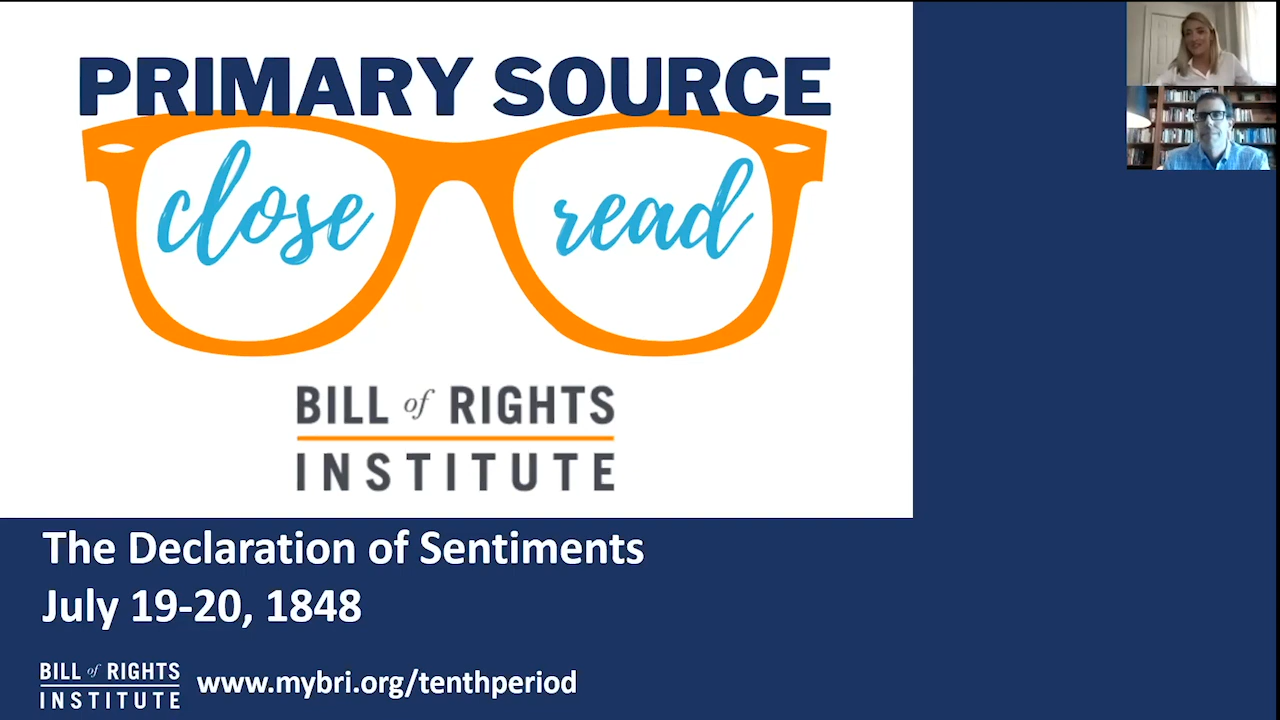 PRIMARY SOURCE
close read
BILL of RIGHTS
INSTITUTE
The Declaration of Sentiments
July 19-20, 1848
BILL of RIGHTS
INSTITUTE
www.mybri.org/tenthperiod